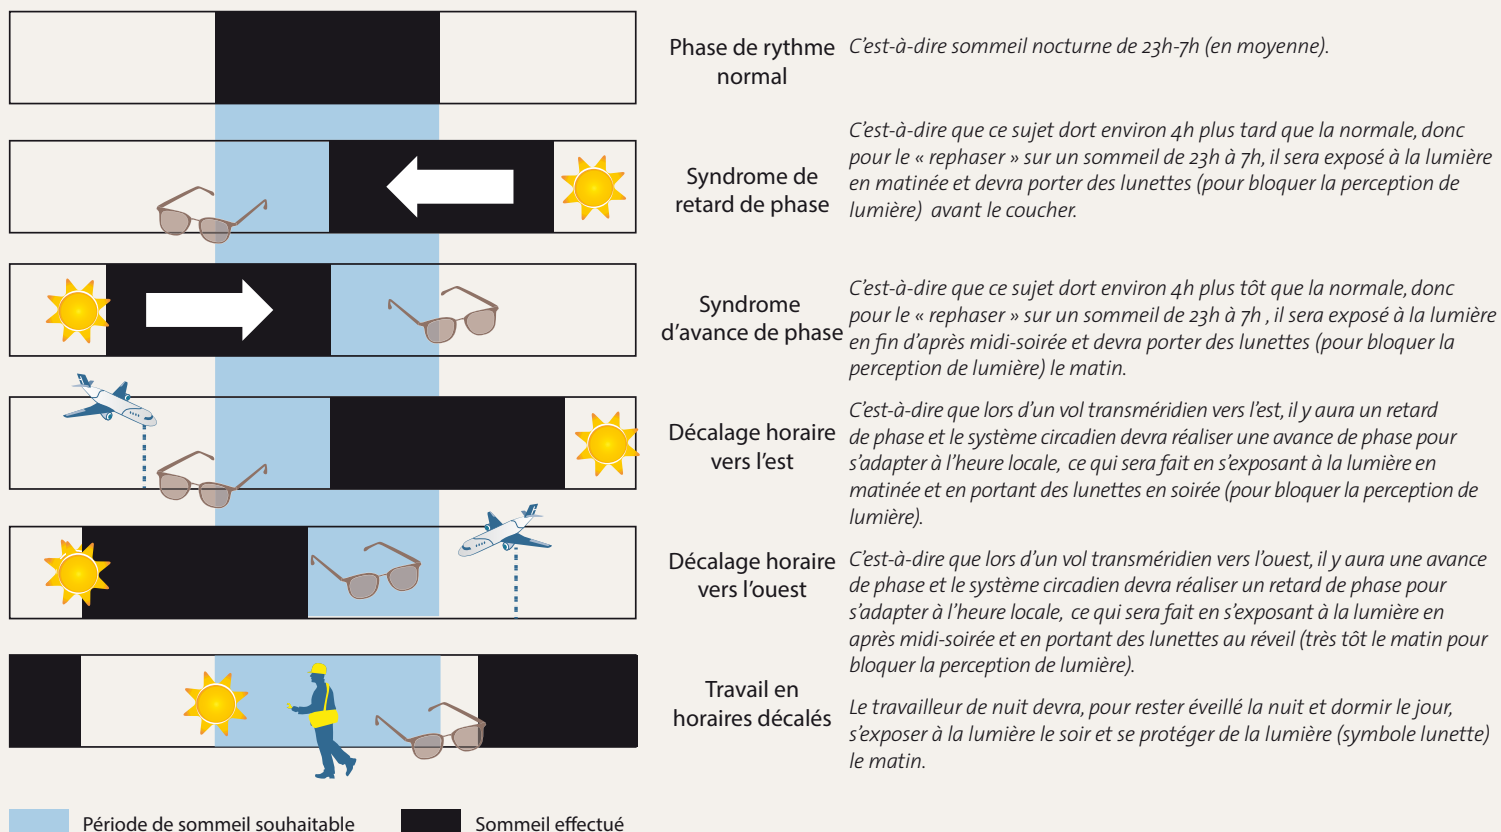 Phase de rythme
normal
C'est-à-dire sommeil nocturne de 23h-7h (en moyenne).
Syndrome de
retard de phase
C'est-à-dire que ce sujet dort environ 4h plus tard que la normale, donc
pour le « rephaser » sur un sommeil de 23h à 7h, il sera exposé à la lumière
en matinée et devra porter des lunettes (pour bloquer la perception de
lumière) avant le coucher.
Syndrome
d'avance de phase
C'est-à-dire que ce sujet dort environ 4h plus tôt que la normale, donc
pour le « rephaser » sur un sommeil de 23h à 7h , il sera exposé à la lumière
en fin d'après midi-soirée et devra porter des lunettes (pour bloquer la
perception de lumière) le matin.
Décalage horaire
vers l'est
C'est-à-dire que lors d'un vol transméridien vers l'est, il y aura un retard
de phase et le système circadien devra réaliser une avance de phase pour
s'adapter à l'heure locale, ce qui sera fait en s'exposant à la lumière en
matinée et en portant des lunettes en soirée (pour bloquer la perception de
lumière).
Décalage horaire
vers l'ouest
C'est-à-dire que lors d'un vol transméridien vers l'ouest, il y aura une avance
de phase et le système circadien devra réaliser un retard de phase pour
s'adapter à l'heure locale, ce qui sera fait en s'exposant à la lumière en
après midi-soirée et en portant des lunettes au réveil (très tôt le matin pour
bloquer la perception de lumière).
Travail en
horaires décalés
Le travailleur de nuit devra, pour rester éveillé la nuit et dormir le jour,
s'exposer à la lumière le soir et se protéger de la lumière (symbole lunette)
le matin.
Période de sommeil souhaitable
Sommeil effectué